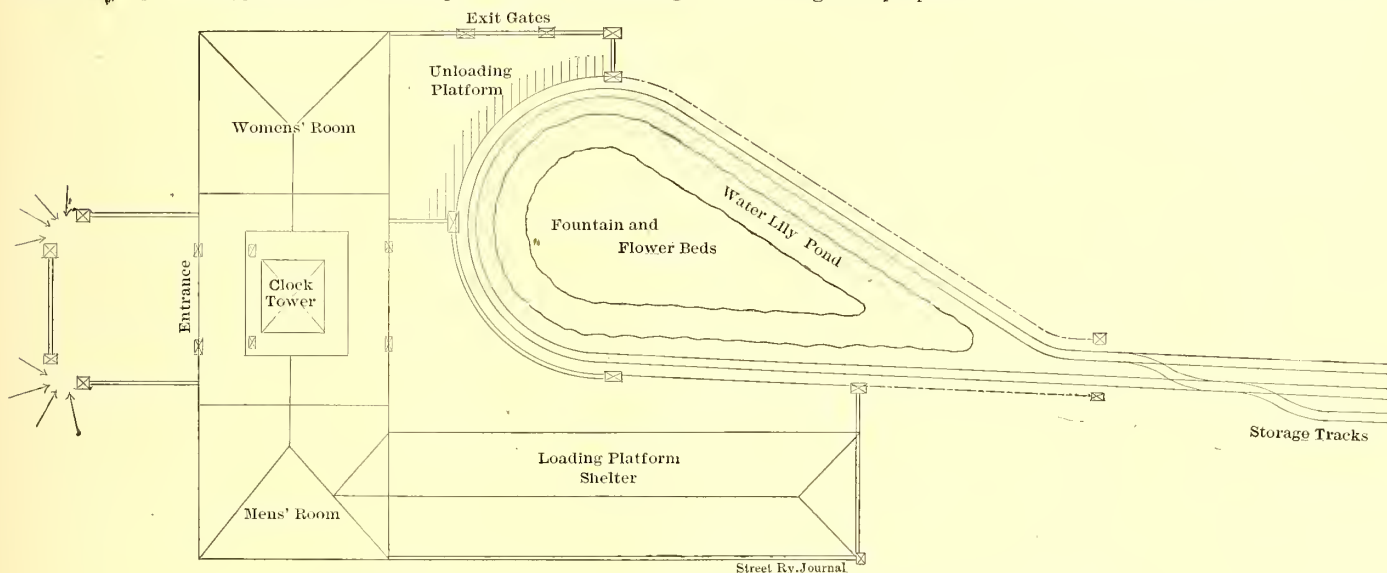 Exit Gates
Unloading
Platform
Womens' Room
Water Lily Pond
Fountain and
Flower Beds
Entrance
Clock
Tower
Storage Tracks
Loading Platform
Shelter
Mens' Room
Street Ry. Journal